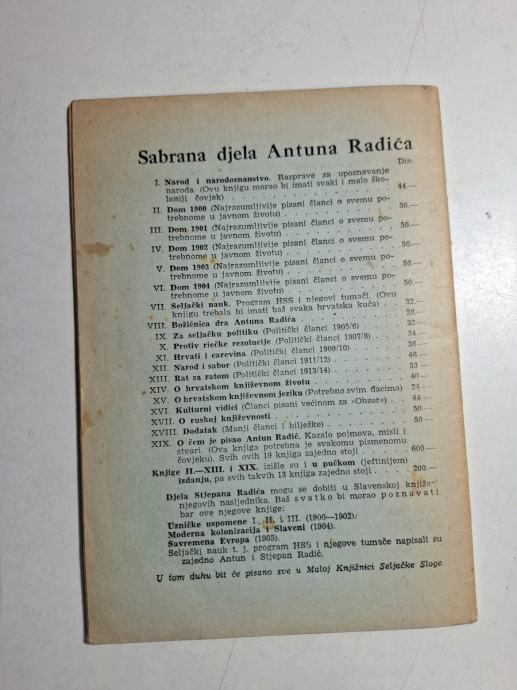 Sabrana djela Antuna Radića
Din
I. Narod i narodoznanstvo. Razprave za upoznavanje
naroda. (Ovu knjigu morao bi imati svaki i malo ško-
laniji čovjek) . . . . . . . . . . 44.—
II. Dom 1900 (Najrazumljivije pisani članci o svemu po-
trebnome u javnom životu) . . . . . . . . . 50.—
III. Dom 1901 (Najrazumljivije pisani članci o svemu po-
trebnome u javnom životu) . . . . . . . . . 50.—
IV. Dom 1902 (Najrazumljivije pisani članci o svemu po-
trebnome u javnom životu) . . . . . . . . . 50.—
V. Dom 1903 (Najrazumljivije pisani članci o svemu po-
trebnome u javnom životu) . . . . . . . . . 50.—
VI. Dom 1904 (Najrazumljivije pisani članci o svemu po-
trebnome u javnom životu) . . . . . . . . . 50.—
VII. Seljački nauk. Program HSS i njegovi tumači. (Ovu
knjigu trebala bi imati baš svaka hrvatska kuća) . 32.—
VIII. Božićnica dra Antuna Radića . . . . . . . . 28.—
IX. Za seljačku politiku (Politički članci 1905/6) . . . 32.—
X. Protiv riečke rezolucije (Politički članci 1907/8) . . 34.—
XI. Hrvati i carevina (Politički članci 1909/10) . . . 36.—
XII. Narod i sabor (Politički članci 1911/12) . . . . 46.—
XIII. Rat za ratom (Politički članci 1913/14) . . . . 33.—
XIV. O hrvatskom književnom životu . . . . . . 40.—
XV. O hrvatskom književnom jeziku (Potrebno svim đacima) 24.—
XVI. Kulturni vidici (Članci pisani većinom za »Obzor«) . 44.—
XVII. O ruskoj književnosti . . . . . . . . . 50.—
XVIII. Dodatak (Manji članci i bilježke) . . . . . . 50.—
XIX. O čem je pisao Antun Radić. Kazalo pojmova, misli i
stvari. (Ova knjiga potrebna je svakomu pismenomu
čovjeku). Svih ovih 19 knjiga zajedno stoji . . . 600.—
Knjige II.—XIII. i XIX. izišle su i u pučkom (jeftinijem)
izdanju, pa svih takvih 13 knjiga zajedno stoji . . 200.—
Djela Stjepana Radića mogu se dobiti u Slavenskoj knjižari
njegovih nasljednika. Baš svatko bi morao poznavati
bar ove njegove knjige:
Uzničke uspomene I., II. i III. (1900—1902).
Moderna kolonizacija i Slaveni (1904).
Savremena Evropa (1905).
Seljački nauk t. j. program HSS i njegove tumače napisali su
zajedno Antun i Stjepan Radić.
U tom duhu bit će pisano sve u Maloj Knjižnici Seljačke Sloge.